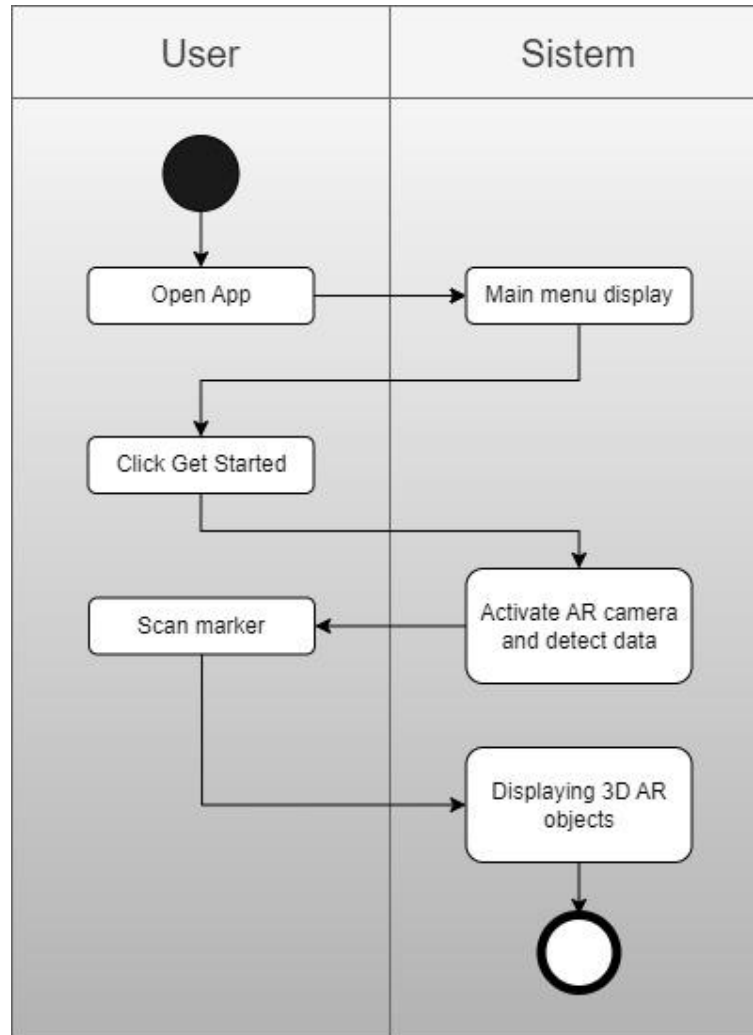 User
Sistem
Open App
Main menu display
Click Get Started
Activate AR camera
and detect data
Scan marker
Displaying 3D AR
objects